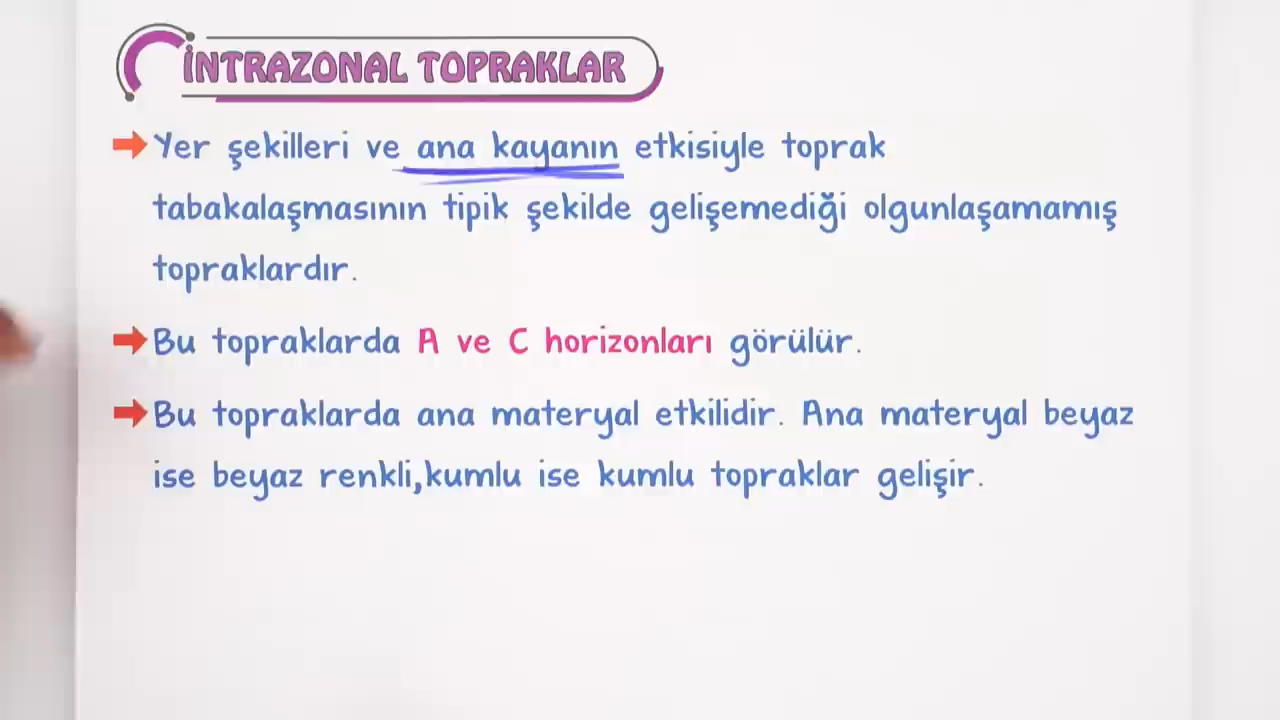 İNTRAZONAL TOPRAKLAR
Yer şekilleri ve ana kayanın etkisiyle toprak
tabakalaşmasının tipik şekilde gelişemediği olgunlaşamamış
topraklardır.
Bu topraklarda A ve C horizonları görülür.
Bu topraklarda ana materyal etkilidir. Ana materyal beyaz
ise beyaz renkli,kumlu ise kumlu topraklar gelişir.